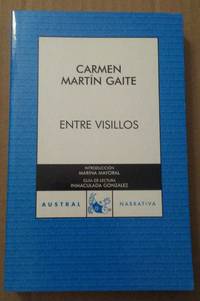 CARMEN
MARTÍN GAITE
ENTRE VISILLOS
INTRODUCCIÓN
MARINA MAYORAL
GUÍA DE LECTURA
INMACULADA GONZÁLEZ
AUSTRAL NARRATIVA